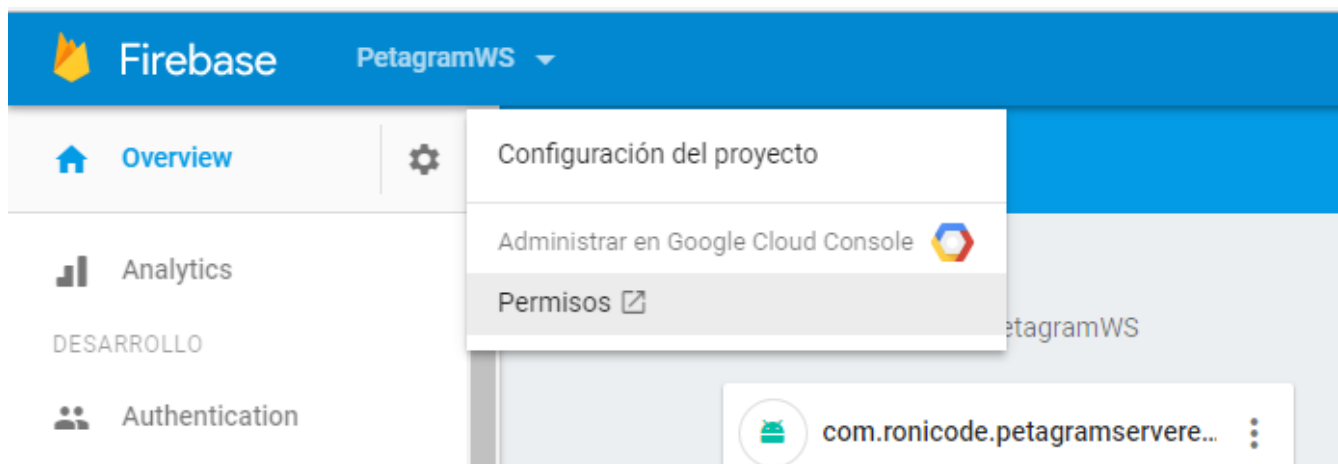 Firebase PetagramWS
Overview
Configuración del proyecto
Administrar en Google Cloud Console
Permisos
Analytics
DESARROLLO
Authentication
etagramWS
com.ronicode.petagramservere...